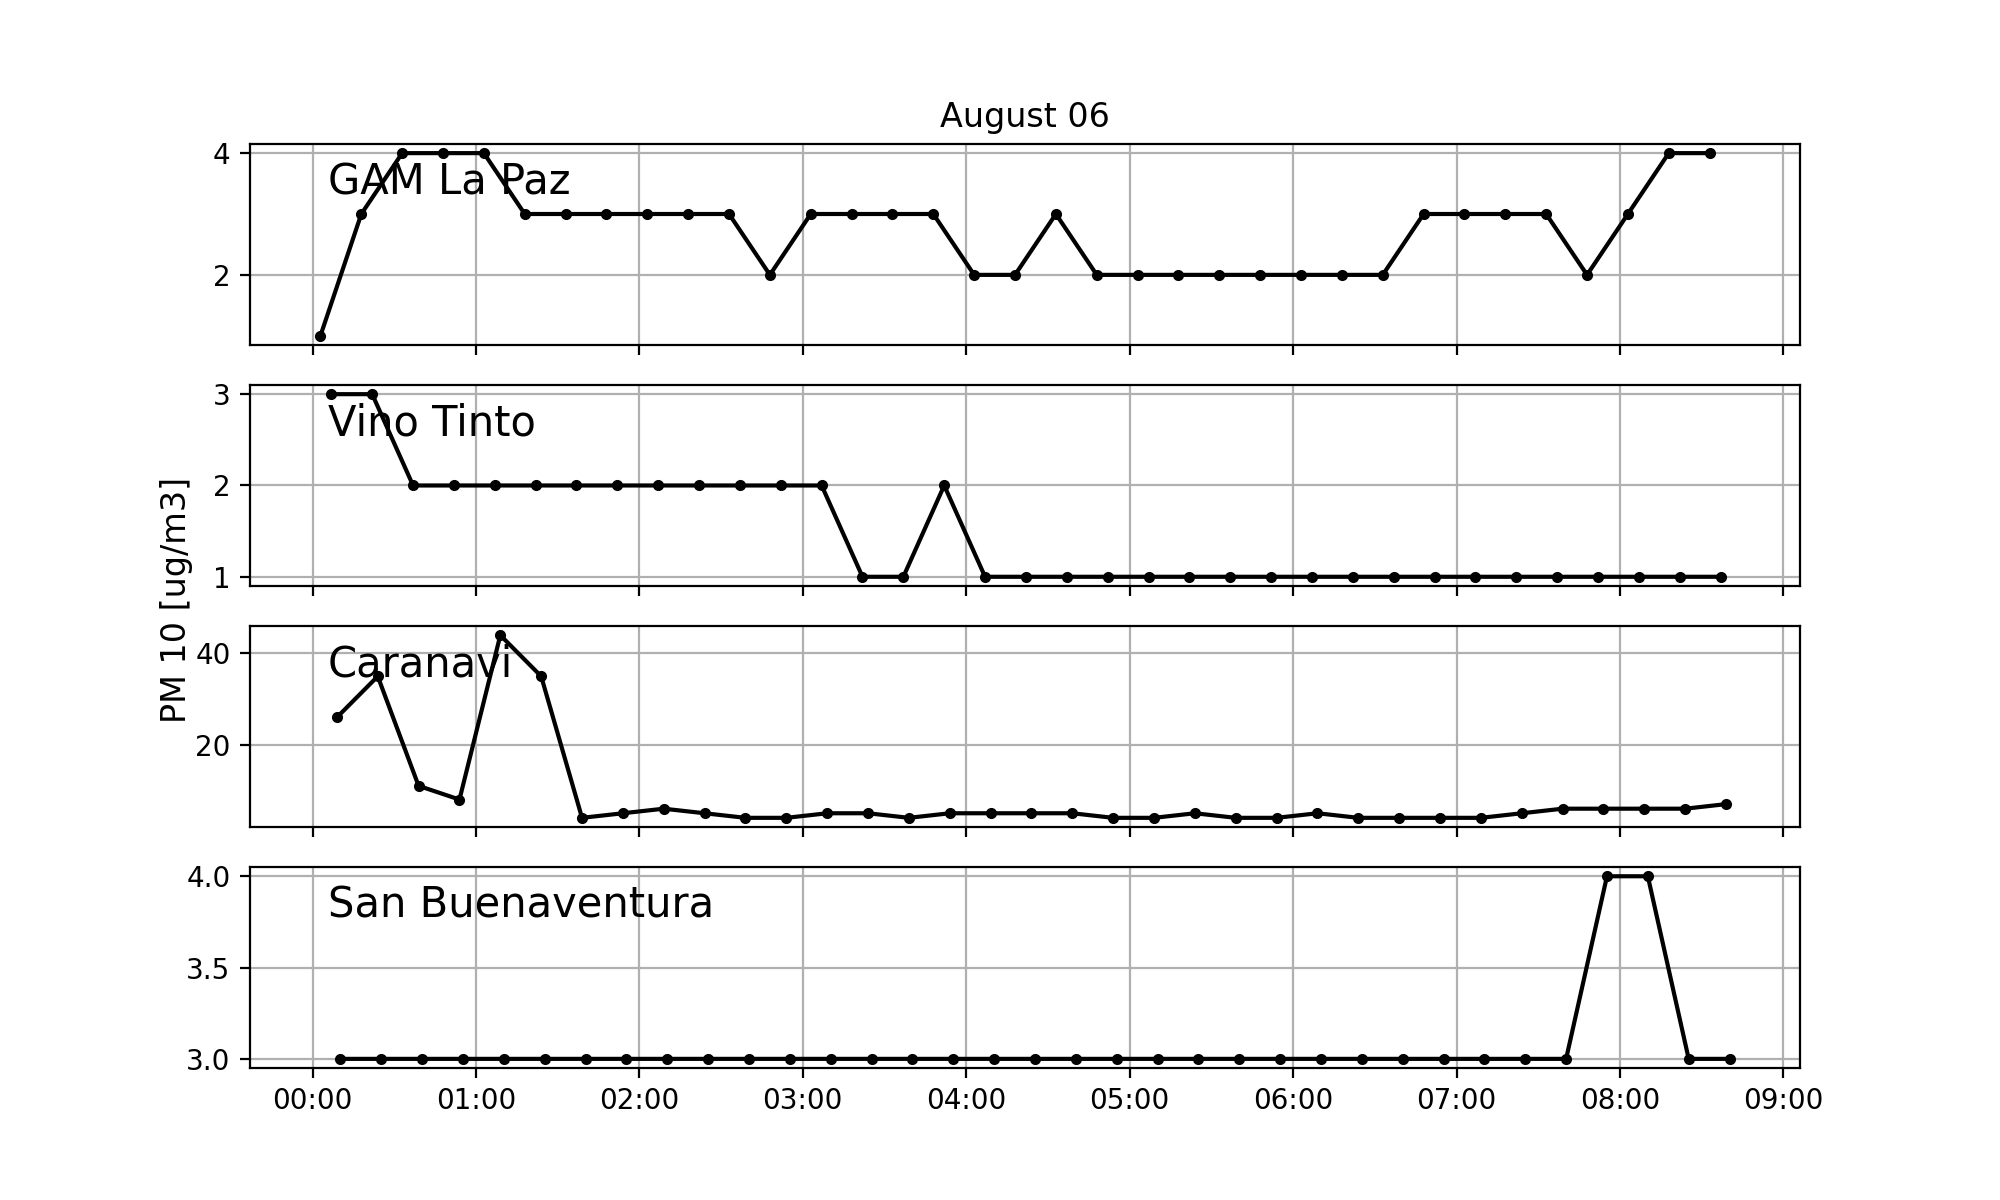 August 06
PM 10 [ug/m3]
4
2
GAM La Paz
3
2
1
Vino Tinto
40
20
Caranavi
4.0
3.5
3.0
San Buenaventura
00:00 01:00 02:00 03:00 04:00 05:00 06:00 07:00 08:00 09:00